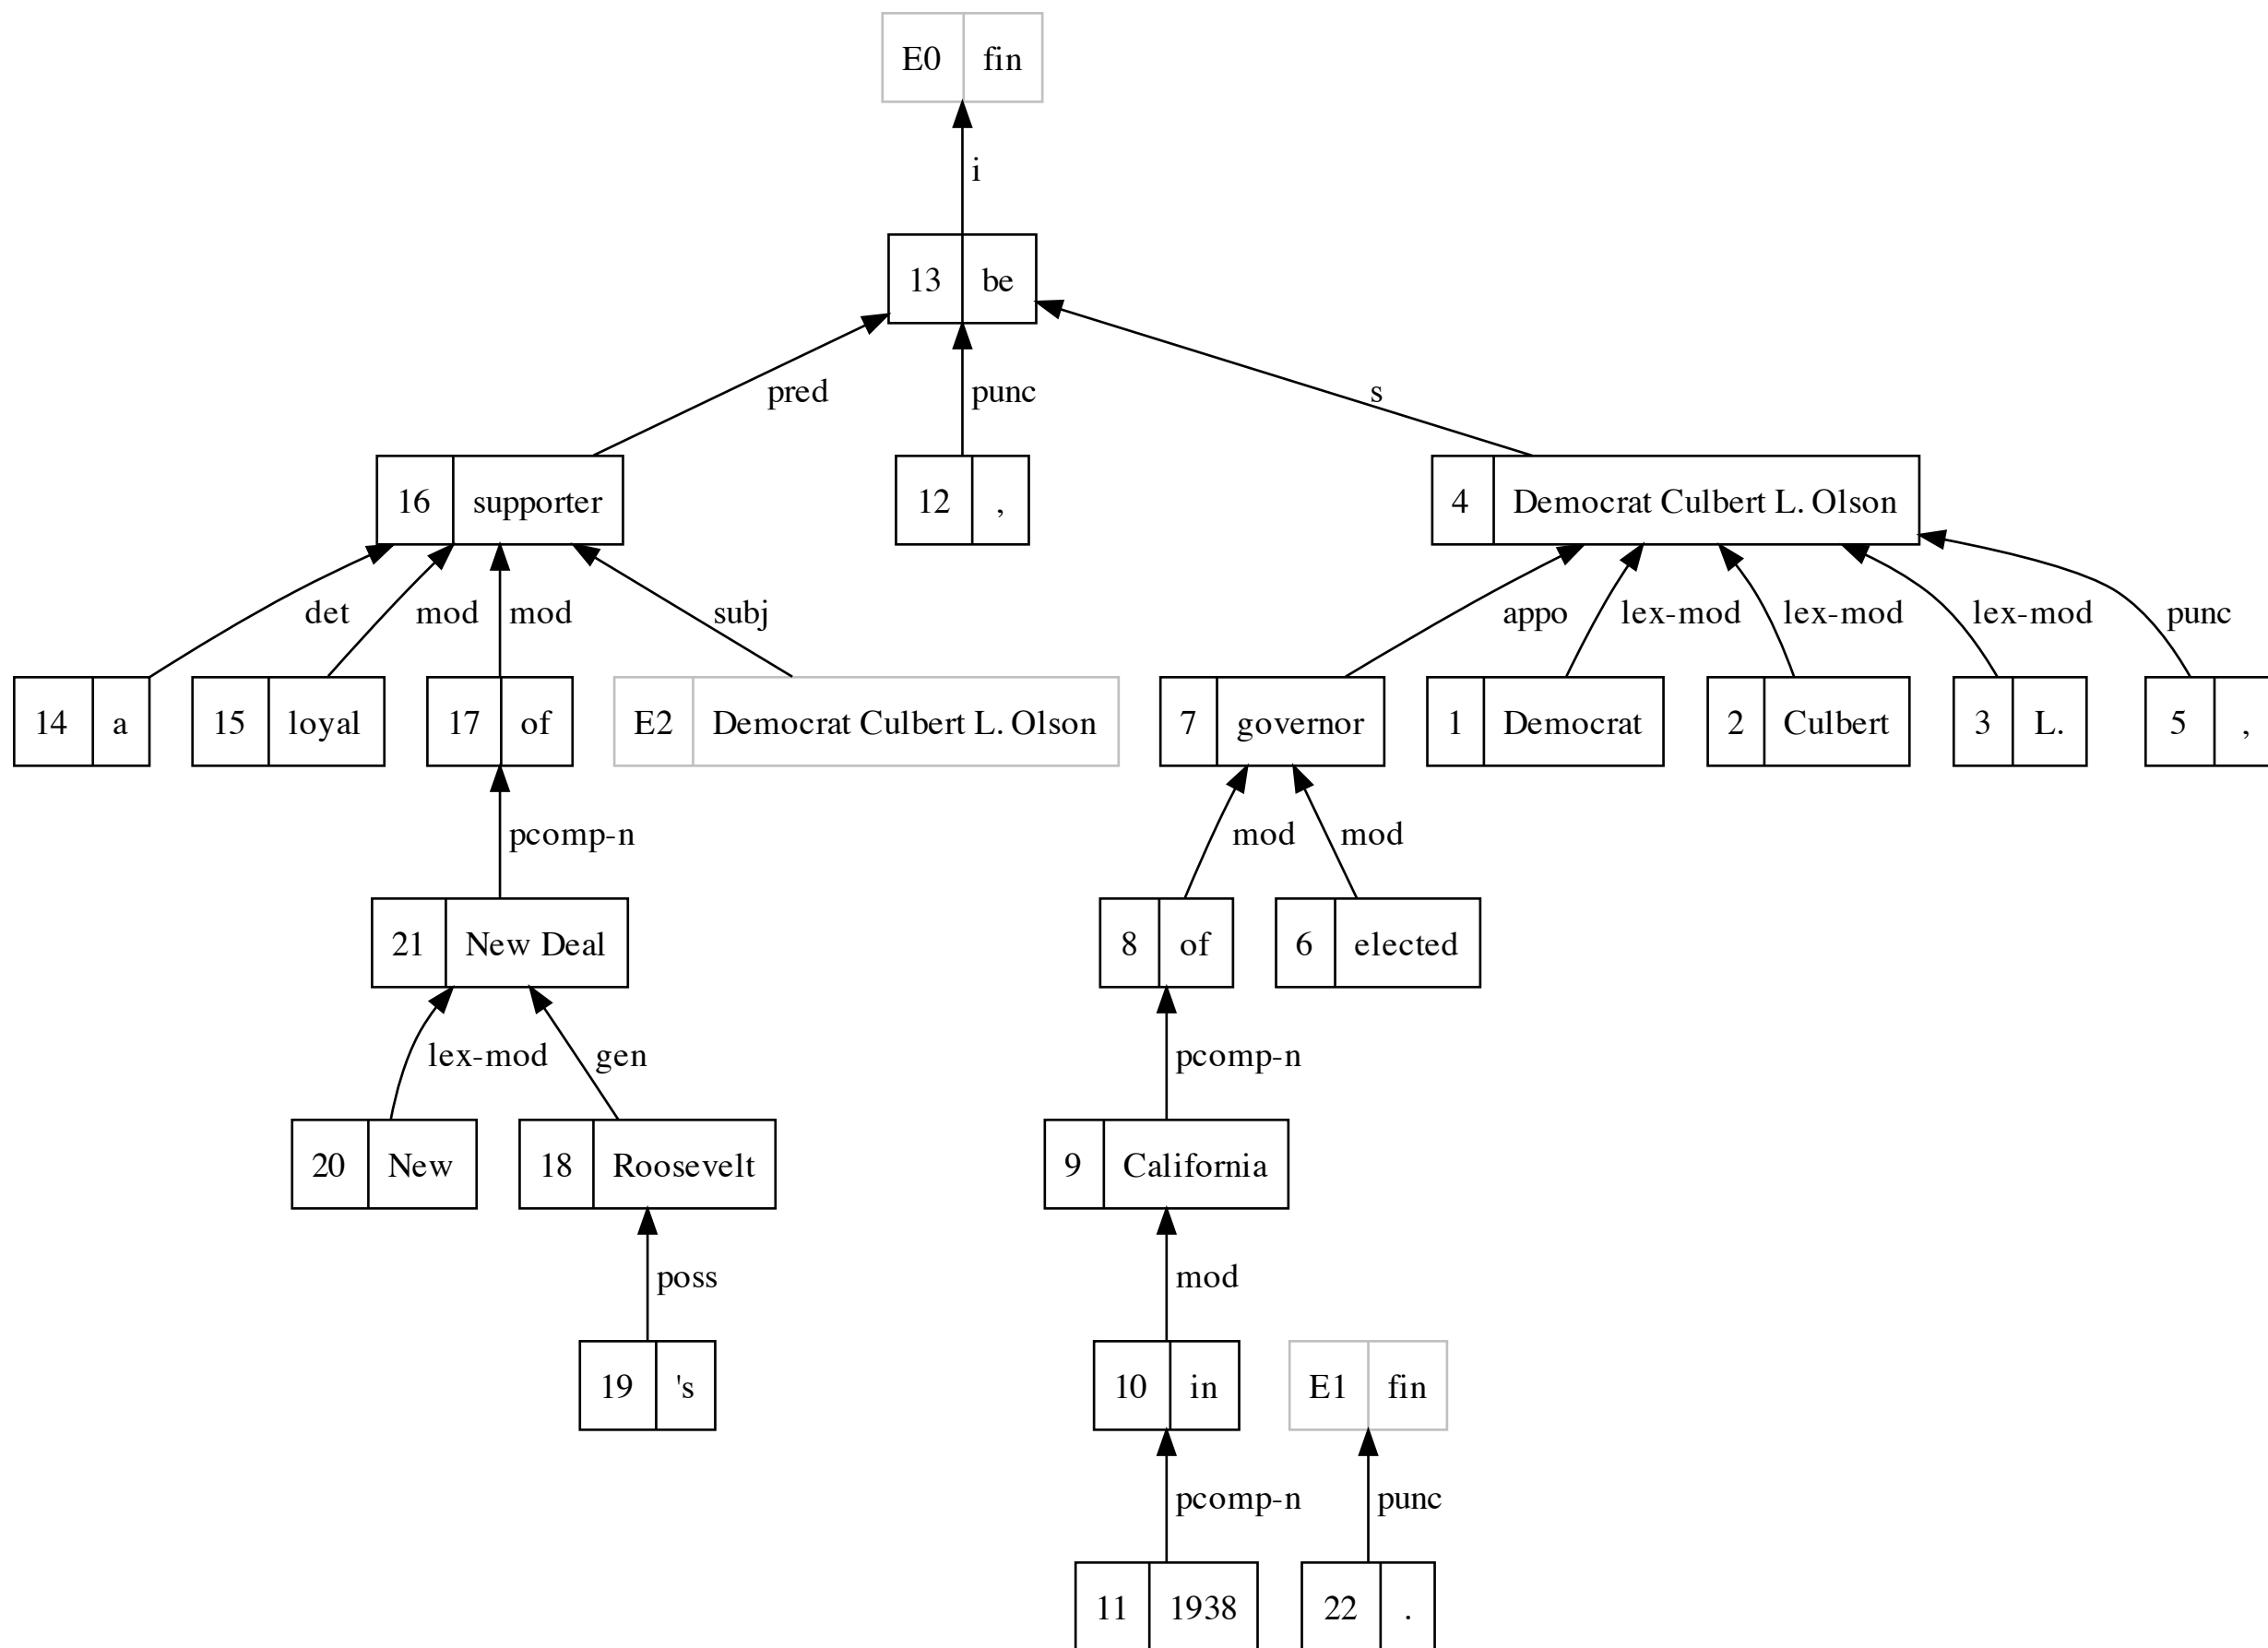 E0 fin
i
13 be
pred punc s
16 supporter 12 , 4 Democrat Culbert L. Olson
det mod mod subj appo lex-mod lex-mod lex-mod punc
14 a 15 loyal 17 of E2 Democrat Culbert L. Olson 7 governor 1 Democrat 2 Culbert 3 L. 5 ,
pcomp-n mod mod
21 New Deal 8 of 6 elected
lex-mod gen pcomp-n
20 New 18 Roosevelt 9 California
poss mod
19 's 10 in E1 fin
pcomp-n punc
11 1938 22 .